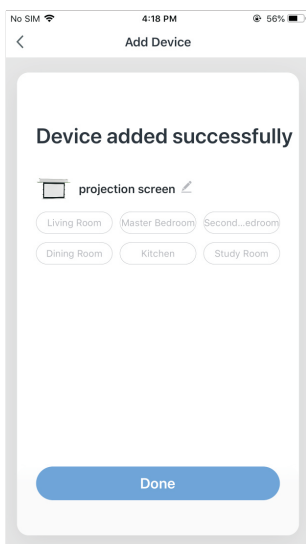 No SIM 4:18 PM 56%
Add Device
Device added successfully
projection screen
Living Room Master Bedroom Second...edroom
Dining Room Kitchen Study Room
Done